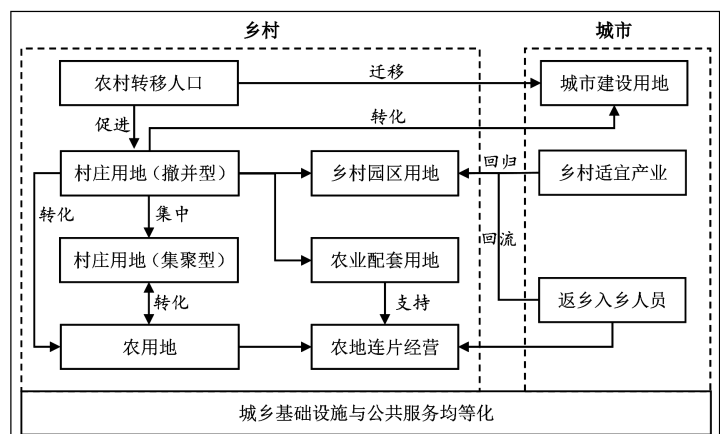 乡村
城市
农村转移人口
迁移
城市建设用地
促进
转化
村庄用地（撤并型）
乡村园区用地
回归
乡村适宜产业
转化
集中
回流
村庄用地（集聚型）
农业配套用地
转化
支持
返乡入乡人员
农用地
农地连片经营
城乡基础设施与公共服务均等化